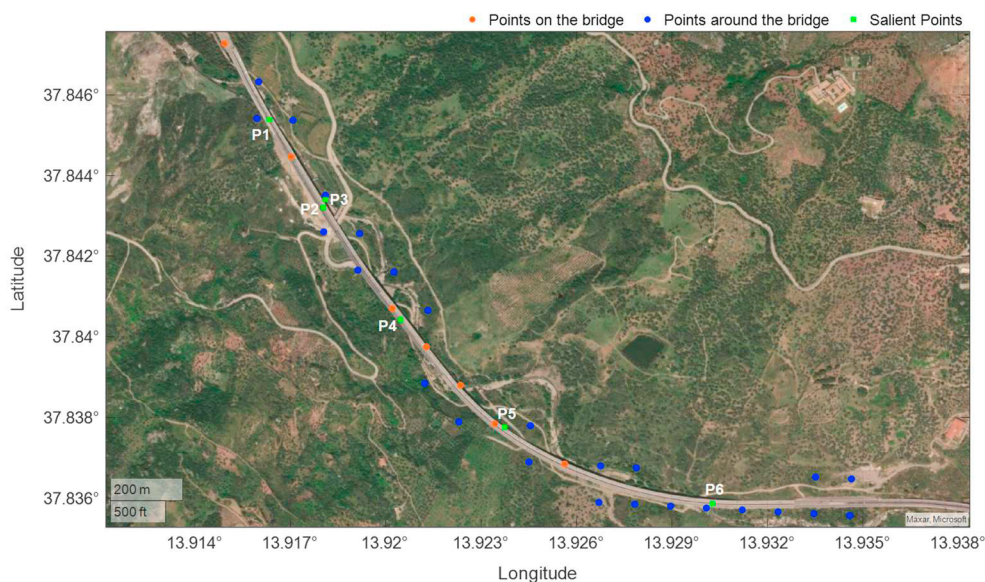 Points on the bridge Points around the bridge Salient Points
37.846°
P1
37.844°
P3
P2
37.842°
P4
37.84°
37.838°
P5
37.836°
P6
200 m
500 ft
Maxar, Microsoft
13.914 13.917° 13.92° 13.923° 13.926° 13.929° 13.932° 13.935° 13.938°
Longitude
Latitude